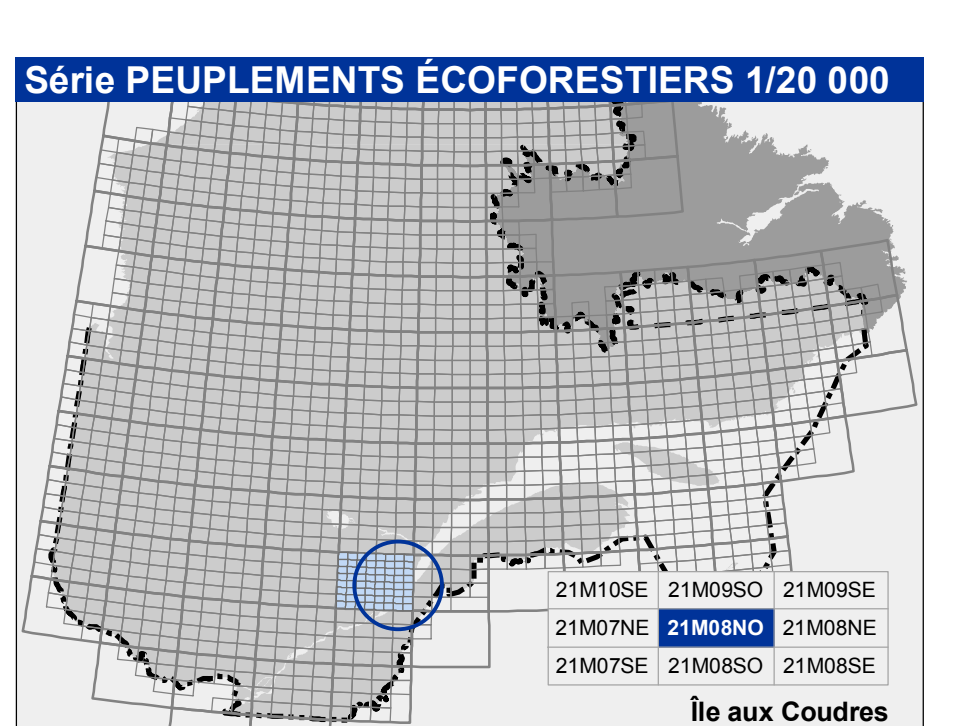 Série PEUPLEMENTS ÉCOFORESTIERS 1/20 000
21M10SE 21M09SO 21M09SE
21M07NE 21M08NO 21M08NE
21M07SE 21M08SO 21M08SE
Île aux Coudres